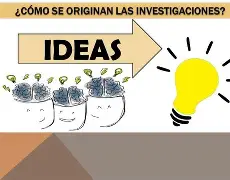 ¿CÓMO SE ORIGINAN LAS INVESTIGACIONES?
IDEAS